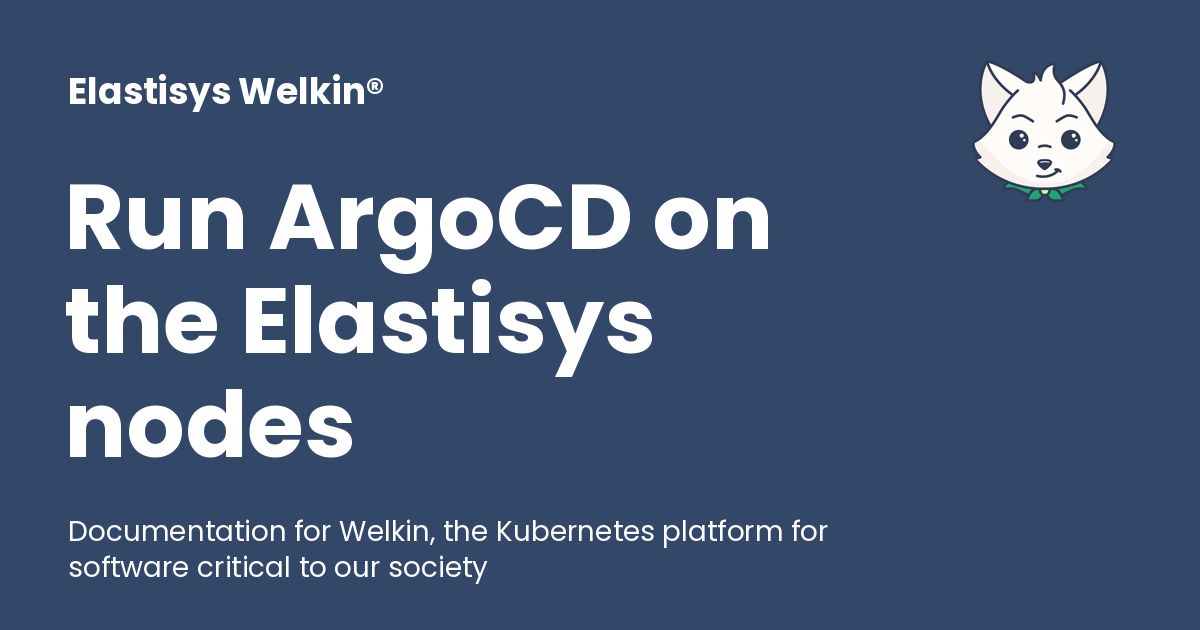 Elastisys Welkin®
Run ArgoCD on
the Elastisys
nodes
Documentation for Welkin, the Kubernetes platform for
software critical to our society